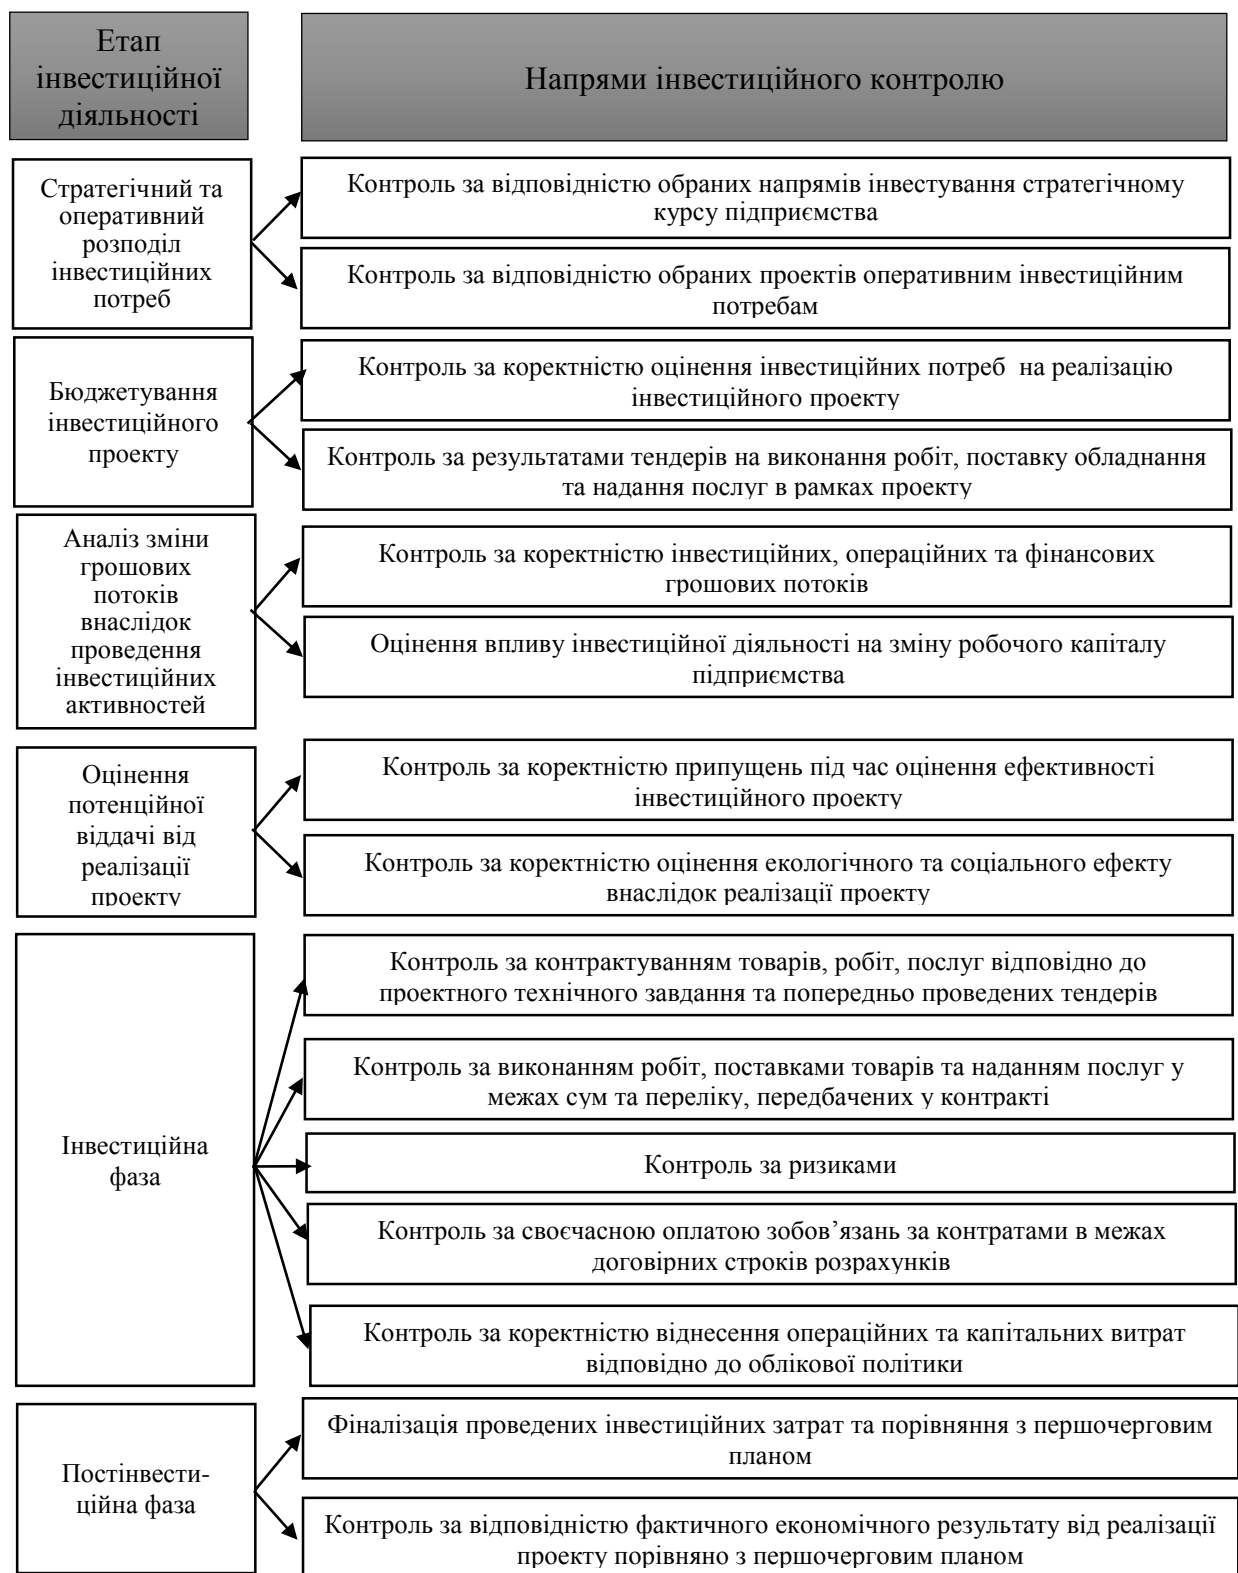 Етап
інвестиційної
діяльності
Напрями інвестиційного контролю
Стратегічний та
оперативний
розподіл
інвестиційних
потреб
Контроль за відповідністю обраних напрямів інвестування стратегічному
курсу підприємства
Контроль за відповідністю обраних проектів оперативним інвестиційним
потребам
Бюджетування
інвестиційного
проекту
Контроль за коректністю оцінення інвестиційних потреб на реалізацію
інвестиційного проекту
Контроль за результатами тендерів на виконання робіт, поставку обладнання
та надання послуг в рамках проекту
Аналіз зміни
грошових
потоків
внаслідок
проведення
інвестиційних
активностей
Контроль за коректністю інвестиційних, операційних та фінансових
грошових потоків
Оцінення впливу інвестиційної діяльності на зміну робочого капіталу
підприємства
Оцінення
потенційної
віддачі від
реалізації
проекту
Контроль за коректністю припущень під час оцінення ефективності
інвестиційного проекту
Контроль за коректністю оцінення екологічного та соціального ефекту
внаслідок реалізації проекту
Інвестиційна
фаза
Контроль за контрактуванням товарів, робіт, послуг відповідно до
проектного технічного завдання та попередньо проведених тендерів
Контроль за виконанням робіт, поставками товарів та наданням послуг у
межах сум та переліку, передбачених у контракті
Контроль за ризиками
Контроль за своєчасною оплатою зобов’язань за контратами в межах
договірних строків розрахунків
Контроль за коректністю віднесення операційних та капітальних витрат
відповідно до облікової політики
Постінвести-
ційна фаза
Фіналізація проведених інвестиційних затрат та порівняння з першочерговим
планом
Контроль за відповідністю фактичного економічного результату від реалізації
проекту порівняно з першочерговим планом